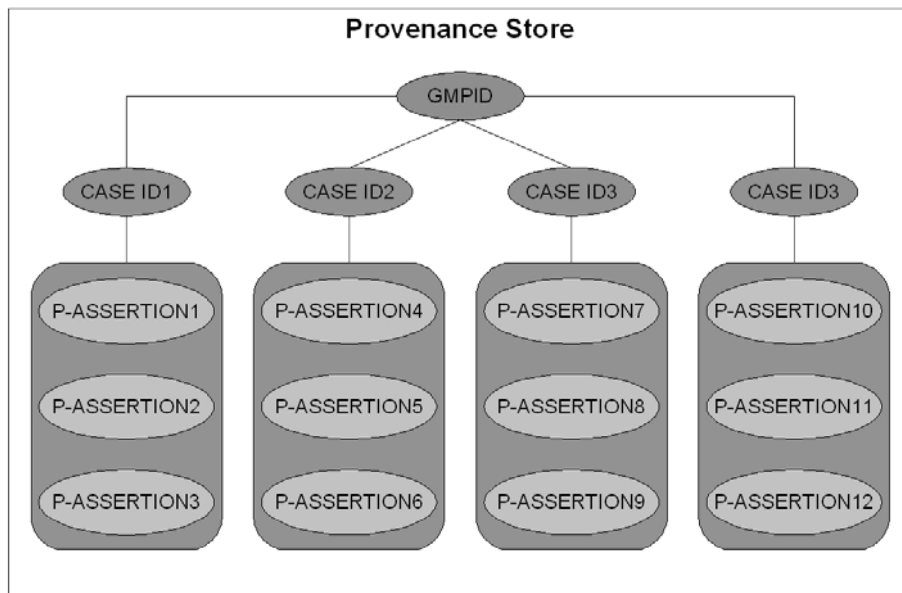 Provenance Store
GMPID
CASE ID1
CASE ID2
CASE ID3
CASE ID3
P-ASSERTION1
P-ASSERTION4
P-ASSERTION7
P-ASSERTION10
P-ASSERTION2
P-ASSERTION5
P-ASSERTION8
P-ASSERTION11
P-ASSERTION3
P-ASSERTION6
P-ASSERTION9
P-ASSERTION12